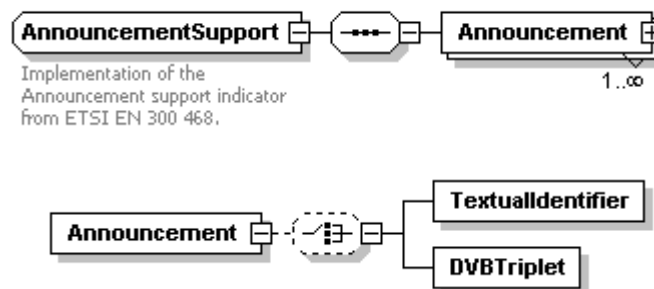 AnnouncementSupport
Announcement
1..∞
Implementation of the
Announcement support indicator
from ETSI EN 300 468.
TextualIdentifier
Announcement
DVBTriplet